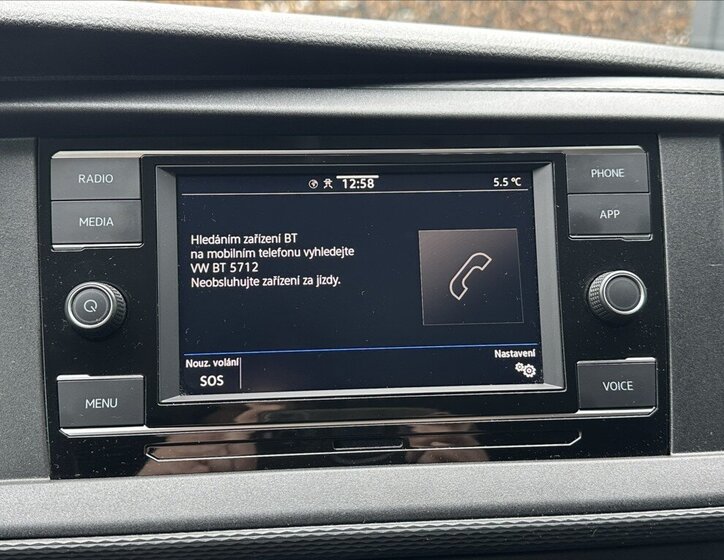 RADIO
MEDIA
MENU
12:58
5.5 °C
Hledáním zařízení BT
na mobilním telefonu vyhledejte
VW BT 5712
Neobsluhujte zařízení za jízdy.
Nouz. volání
SOS
Nastavení
PHONE
APP
VOICE